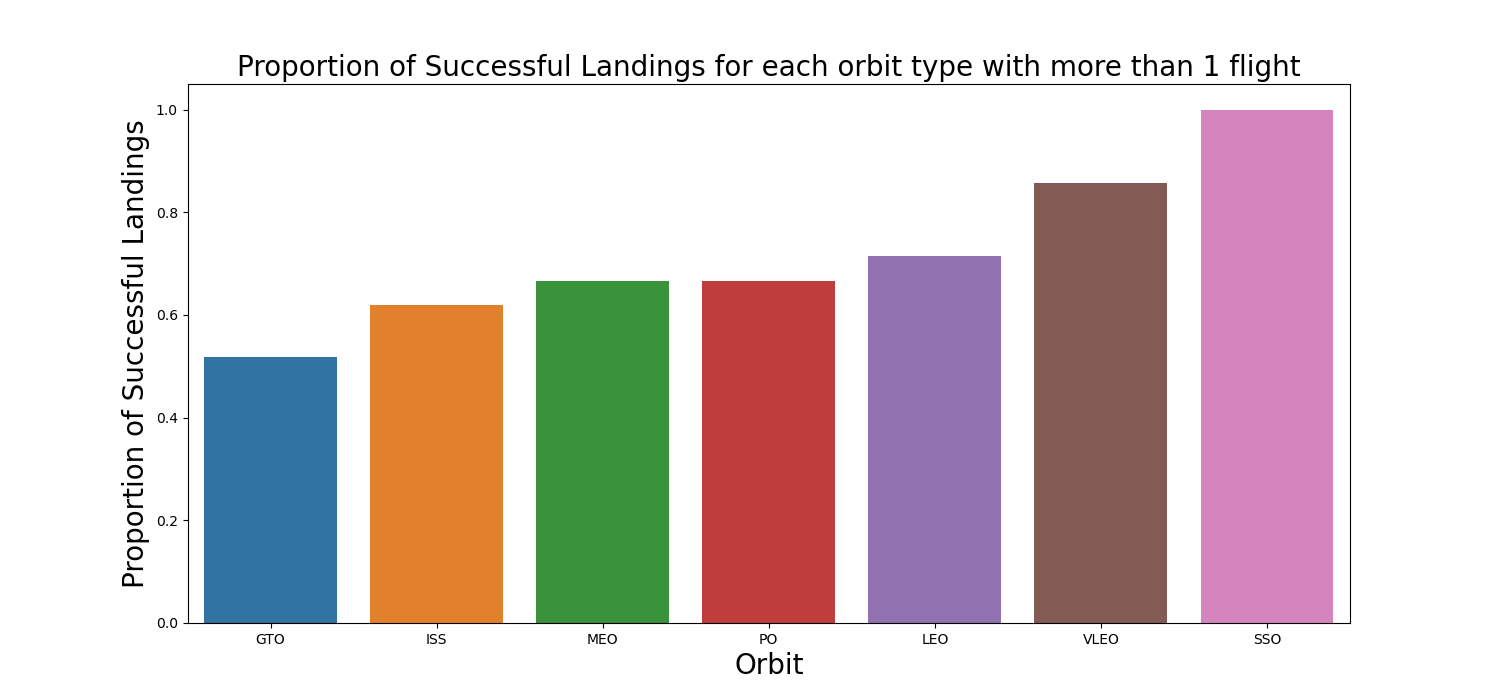 Proportion of Successful Landings for each orbit type with more than 1 flight
Proportion of Successful Landings
1.0
0.8
0.6
0.4
0.2
0.0
GTO ISS MEO PO LEO VLEO SSO
Orbit